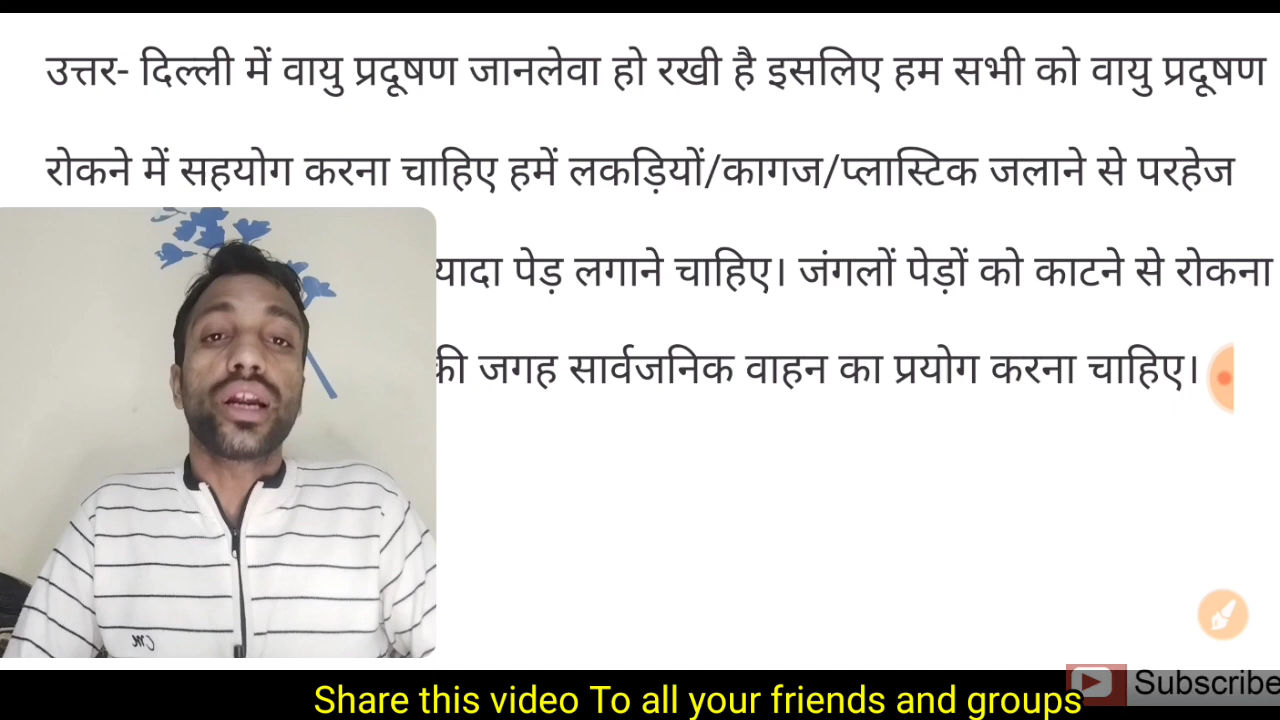 उत्तर- दिल्ली में वायु प्रदूषण जानलेवा हो रखी है इसलिए हम सभी को वायु प्रदूषण
रोकने में सहयोग करना चाहिए हमें लकड़ियों/कागज/प्लास्टिक जलाने से परहेज
पेड़ लगाने चाहिए। जंगलों पेड़ों को काटने से रोकना
की जगह सार्वजनिक वाहन का प्रयोग करना चाहिए।
Share this video To all your friends and groups
Subscribe